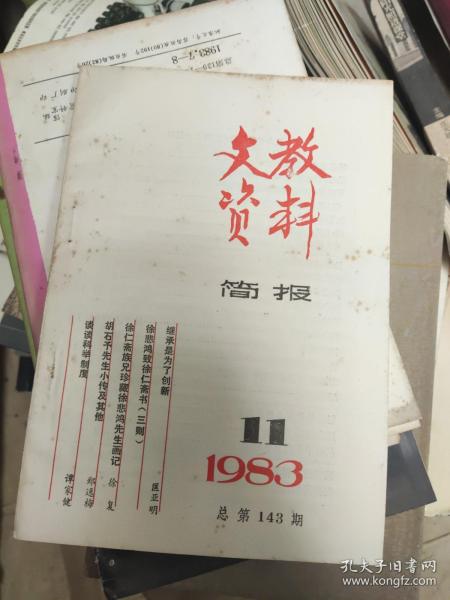 文教
资料
简报
继承是为了创新 匡亚明
徐悲鸿致徐仁斋书(三则)
徐仁斋族兄珍藏徐悲鸿先生画记 徐复
胡石予先生小传及其他 郑逸梅
谈谈科举制度 谭家健
11
1983
总第143期
1983.7—8
孔夫子旧书网
www.kongfz.com